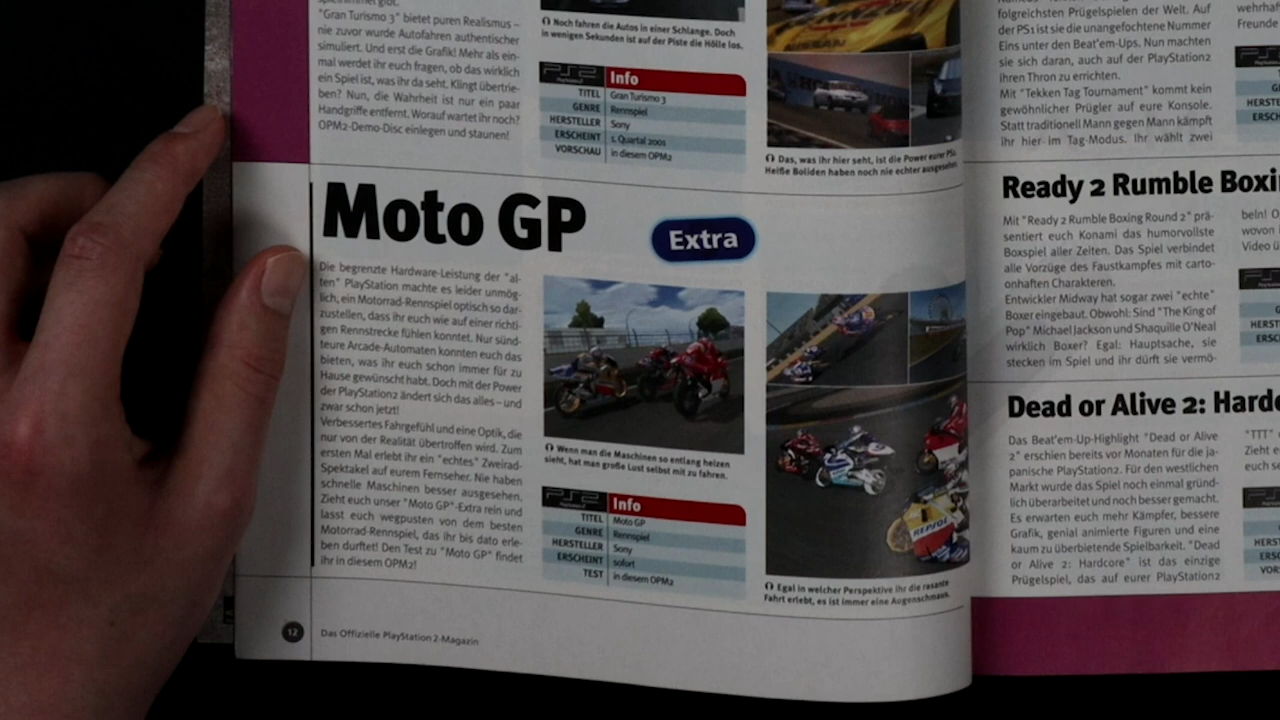 "Gran Turismo 3" bietet puren Realismus –
nie zuvor wurde Autofahren authentischer
simuliert. Und erst die Grafik! Mehr als ein-
mal werdet ihr euch fragen, ob das wirklich
ein Spiel ist, was ihr da seht. Klingt übertrie-
ben? Nun, die Wahrheit ist nur ein paar
Handgriffe entfernt. Worauf wartet ihr noch?
OPM2-Demo-Disc einlegen und staunen!
Noch fahren die Autos in einer Schlange. Doch
in wenigen Sekunden ist auf der Piste die Hölle los.
PS2 Info
TITEL Gran Turismo 3
GENRE Rennspiel
HERSTELLER Sony
ERSCHEINT 1. Quartal 2001
VORSCHAU in diesem OPM2
Das, was ihr hier seht, ist die Power eurer PS2.
Heiße Boliden haben noch nie echter ausgesehen.
Moto GP
Extra
Die begrenzte Hardware-Leistung der "al-
ten" PlayStation machte es leider unmög-
lich, ein Motorrad-Rennspiel optisch so dar-
zustellen, dass ihr euch wie auf einer richti-
gen Rennstrecke fühlen konntet. Nur sünd-
teure Arcade-Automaten konnten euch das
bieten, was ihr euch schon immer für zu
Hause gewünscht habt. Doch mit der Power
der PlayStation2 ändert sich das alles – und
zwar schon jetzt!
Verbessertes Fahrgefühl und eine Optik, die
nur von der Realität übertroffen wird. Zum
ersten Mal erlebt ihr ein "echtes" Zweirad-
Spektakel auf eurem Fernseher. Nie haben
schnelle Maschinen besser ausgesehen.
Zieht euch unser "Moto GP"-Extra rein und
lasst euch wegpusten von dem besten
Motorrad-Rennspiel, das ihr bis dato erle-
ben durftet! Den Test zu "Moto GP" findet
ihr in diesem OPM2!
Wenn man die Maschinen so entlang heizen
sieht, hat man große Lust selbst mit zu fahren.
PS2 Info
TITEL Moto GP
GENRE Rennspiel
HERSTELLER Sony
ERSCHEINT sofort
TEST in diesem OPM2
REPSOL
Egal in welcher Perspektive ihr die rasante
Fahrt erlebt, es ist immer eine Augenschmaus.
12 Das Offizielle PlayStation 2-Magazin
folgreichsten Prügelspielen der Welt. Auf
der PS1 ist sie die unangefochtene Nummer
Eins unter den Beat'em-Ups. Nun machten
sie sich daran, auch auf der PlayStation2
ihren Thron zu errichten.
Mit "Tekken Tag Tournament" kommt kein
gewöhnlicher Prügler auf eure Konsole.
Statt traditionell Mann gegen Mann kämpft
ihr hier im Tag-Modus. Ihr wählt zwei
Ready 2 Rumble Boxi
Mit "Ready 2 Rumble Boxing Round 2" prä-
sentiert euch Konami das humorvollste
Boxspiel aller Zeiten. Das Spiel verbindet
alle Vorzüge des Faustkampfes mit carto-
onhaften Charakteren.
Entwickler Midway hat sogar zwei "echte"
Boxer eingebaut. Obwohl: Sind "The King of
Pop" Michael Jackson und Shaquille O'Neal
wirklich Boxer? Egal: Hauptsache, sie
stecken im Spiel und ihr dürft sie vermö-
beln! O
wovon
Video ü
HERST
ERSC
Dead or Alive 2: Hardc
Das Beat'em-Up-Highlight "Dead or Alive
2" erschien bereits vor Monaten für die ja-
panische PlayStation2. Für den westlichen
Markt wurde das Spiel noch einmal gründ-
lich überarbeitet und noch besser gemacht.
Es erwarten euch mehr Kämpfer, bessere
Grafik, genial animierte Figuren und eine
kaum zu überbietende Spielbarkeit. "Dead
or Alive 2: Hardcore" ist das einzige
Prügelspiel, das auf eurer PlayStation2
"TTT"
Zieht e
euch s
HERST
ERSC
VOR